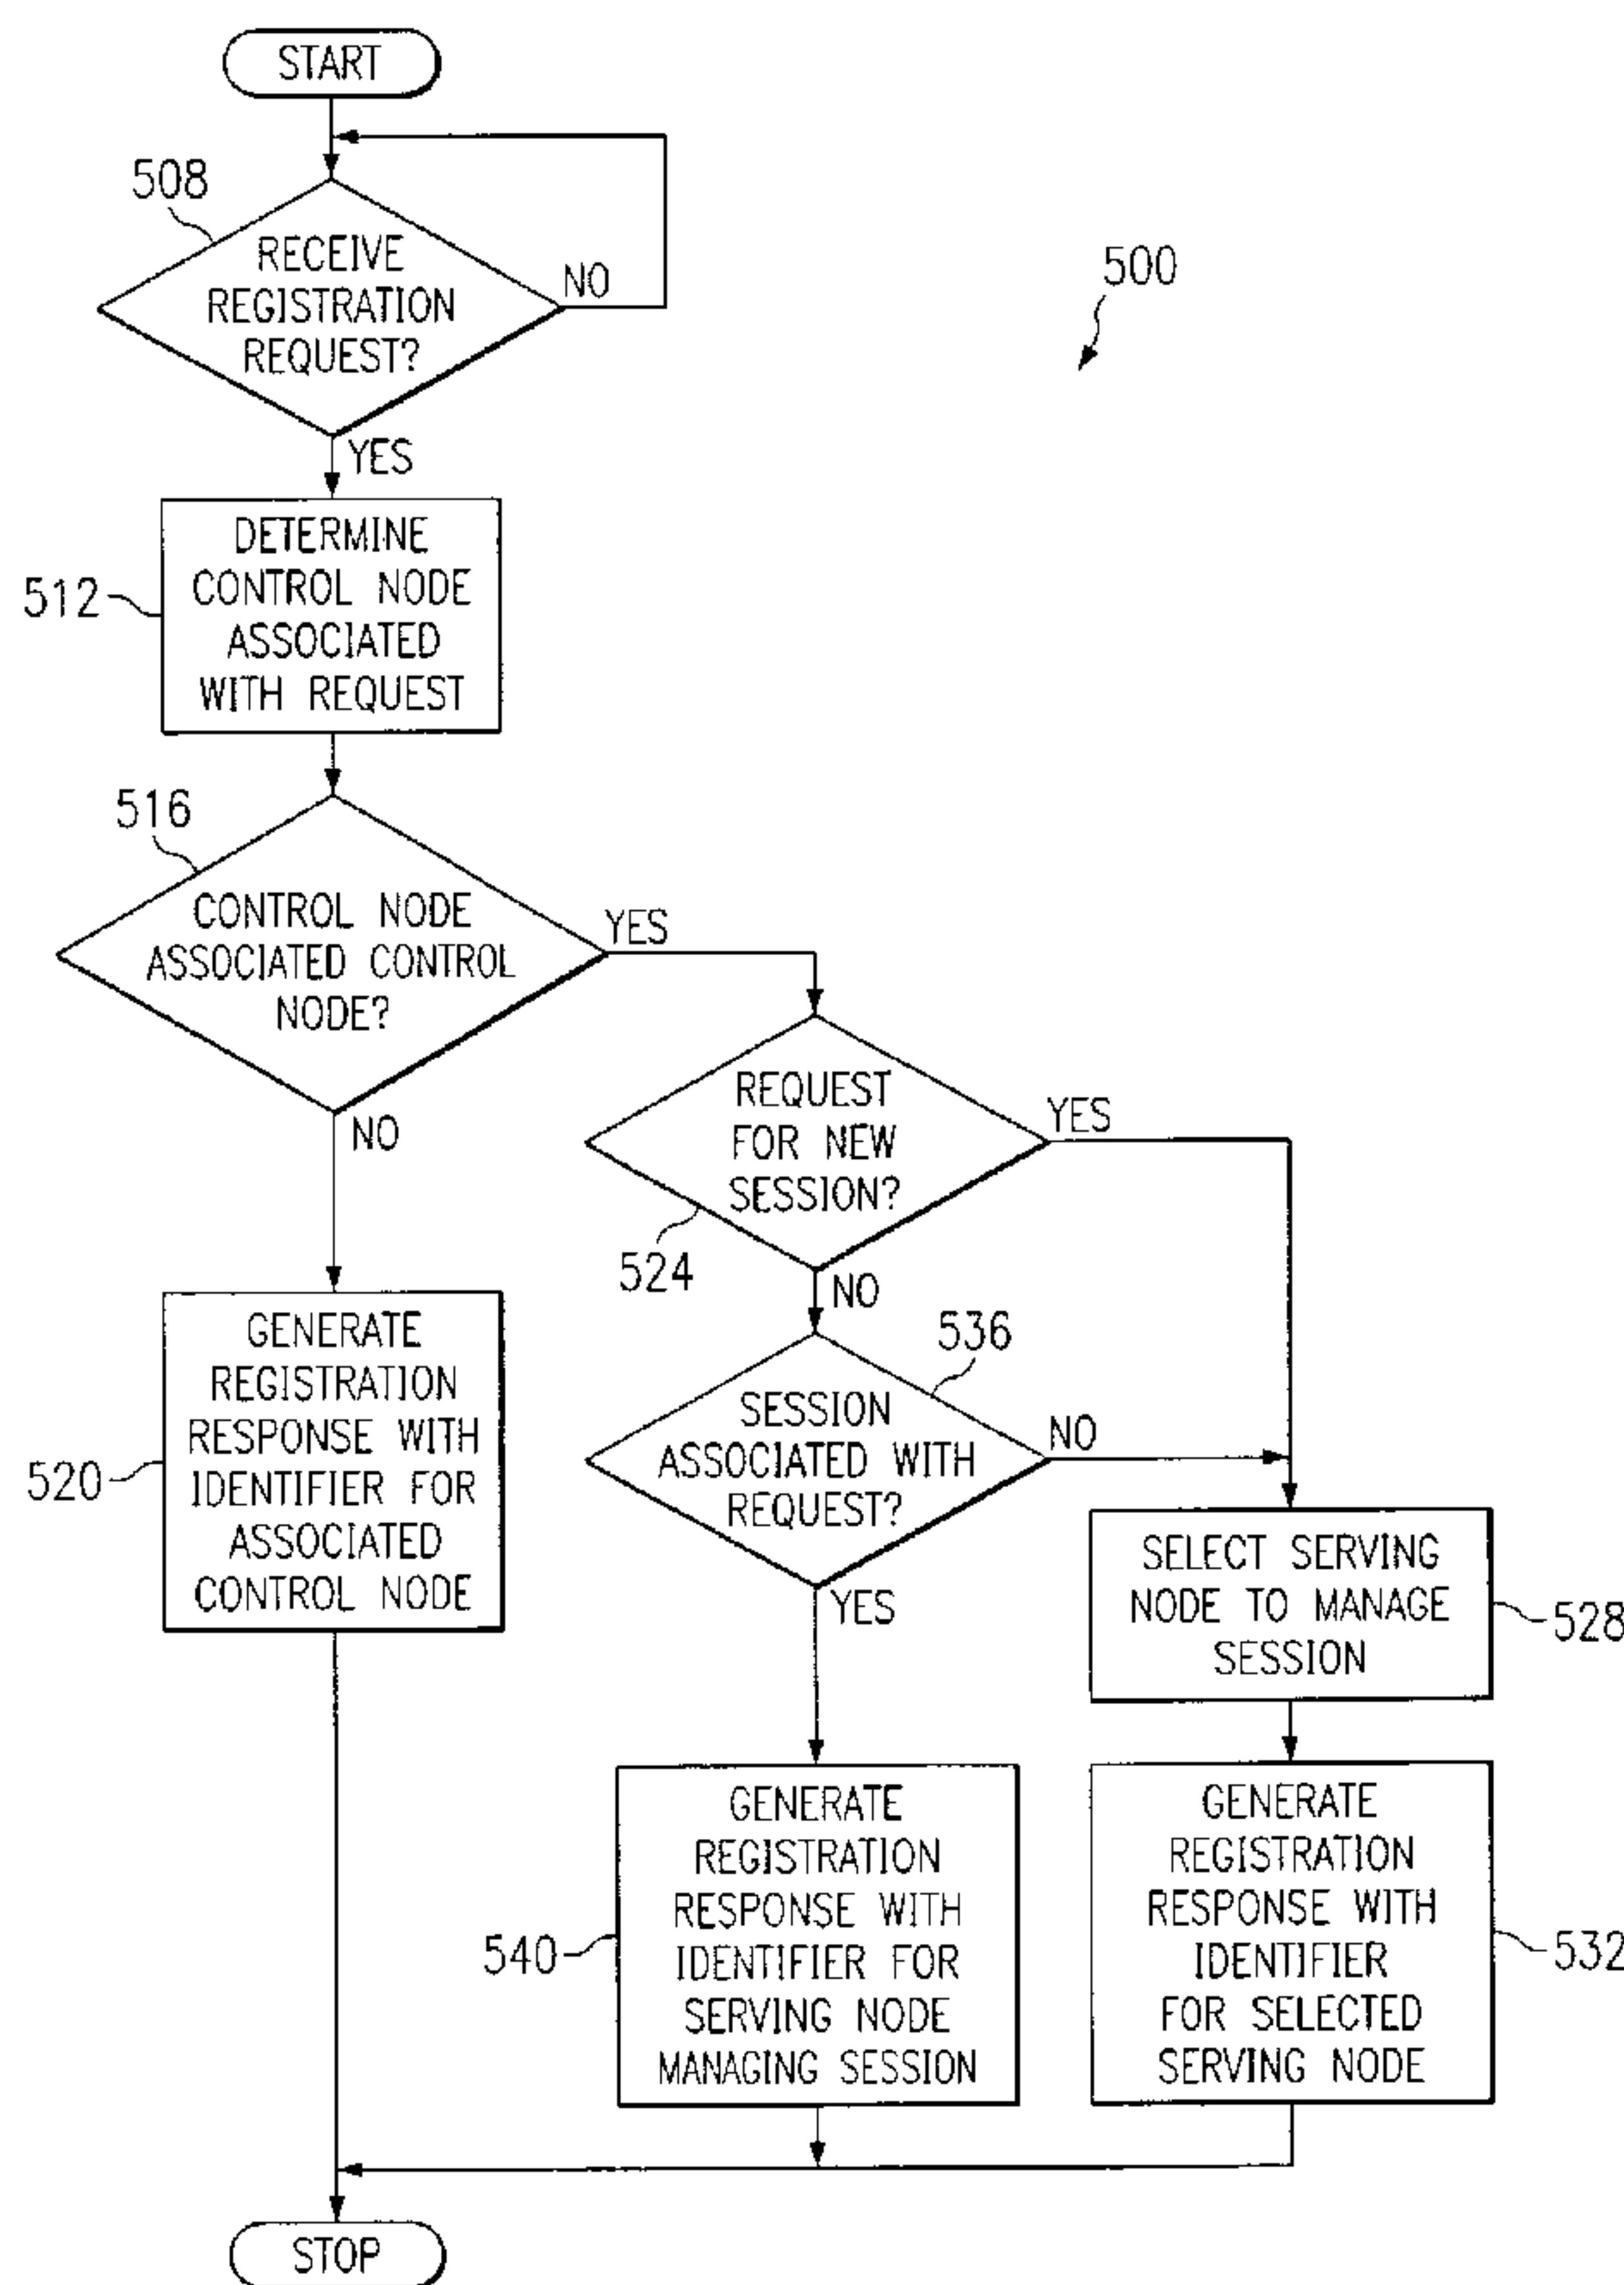 START
508
RECEIVE
REGISTRATION
REQUEST?
NO
500
YES
512
DETERMINE
CONTROL NODE
ASSOCIATED
WITH REQUEST
516
CONTROL NODE
ASSOCIATED CONTROL
NODE?
YES
NO
REQUEST
FOR NEW
SESSION?
YES
524
NO
520
GENERATE
REGISTRATION
RESPONSE WITH
IDENTIFIER FOR
ASSOCIATED
CONTROL NODE
536
SESSION
ASSOCIATED WITH
REQUEST?
NO
YES
SELECT SERVING
NODE TO MANAGE
SESSION
528
540
GENERATE
REGISTRATION
RESPONSE WITH
IDENTIFIER FOR
SERVING NODE
MANAGING SESSION
GENERATE
REGISTRATION
RESPONSE WITH
IDENTIFIER
FOR SELECTED
SERVING NODE
532
STOP